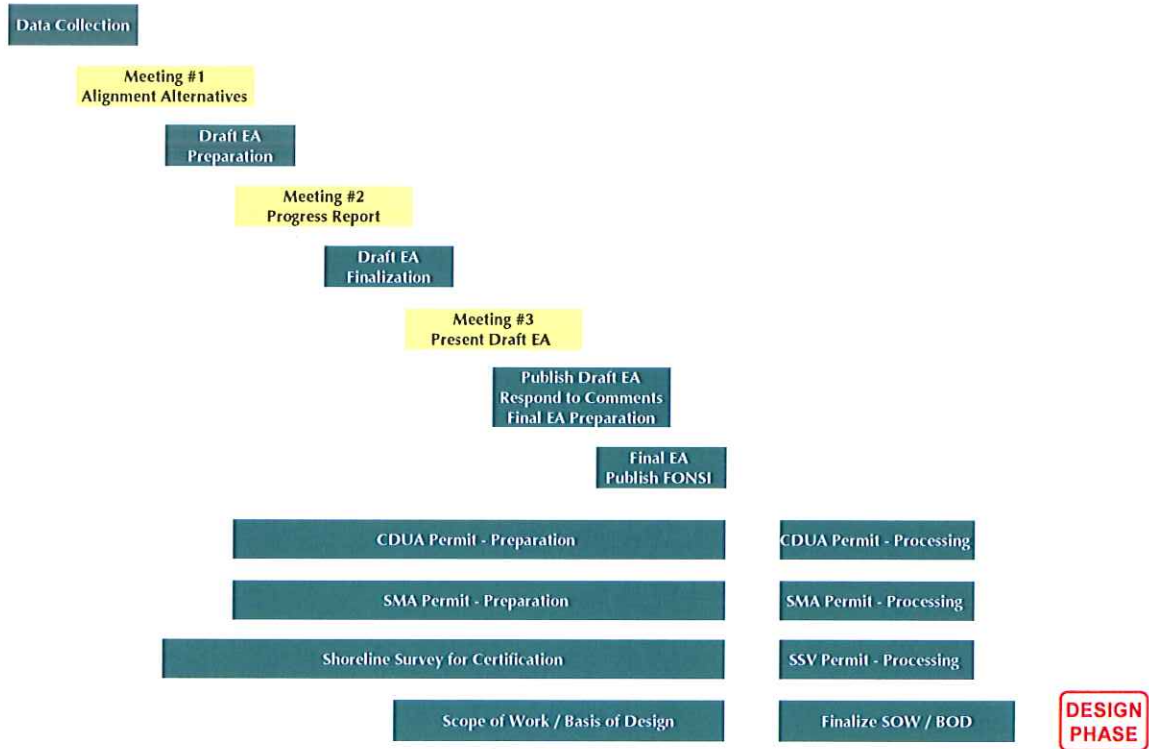 Data Collection
Meeting #1
Alignment Alternatives
Draft EA
Preparation
Meeting #2
Progress Report
Draft EA
Finalization
Meeting #3
Present Draft EA
Publish Draft EA
Respond to Comments
Final EA Preparation
Final EA
Publish FONSI
CDUA Permit - Preparation
CDUA Permit - Processing
SMA Permit - Preparation
SMA Permit - Processing
Shoreline Survey for Certification
SSV Permit - Processing
Scope of Work / Basis of Design
Finalize SOW / BOD
DESIGN
PHASE